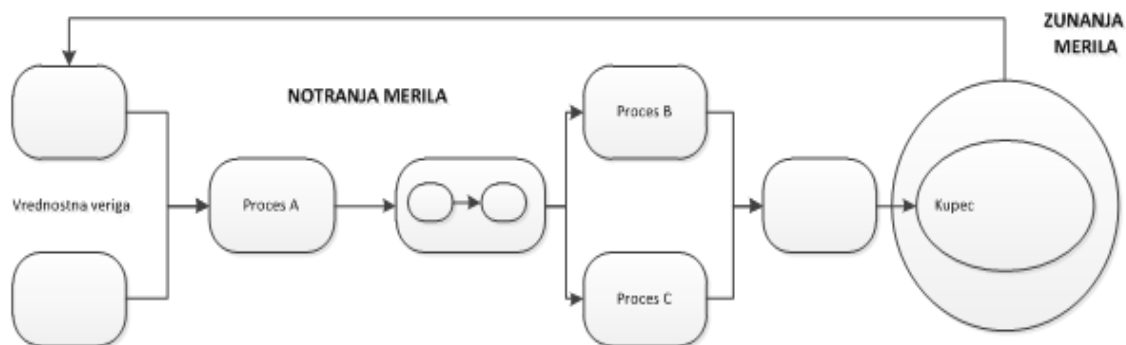 ZUNANJA
MERILA
NOTRANJA MERILA
Proces B
Vrednostna veriga
Proces A
Kupec
Proces C